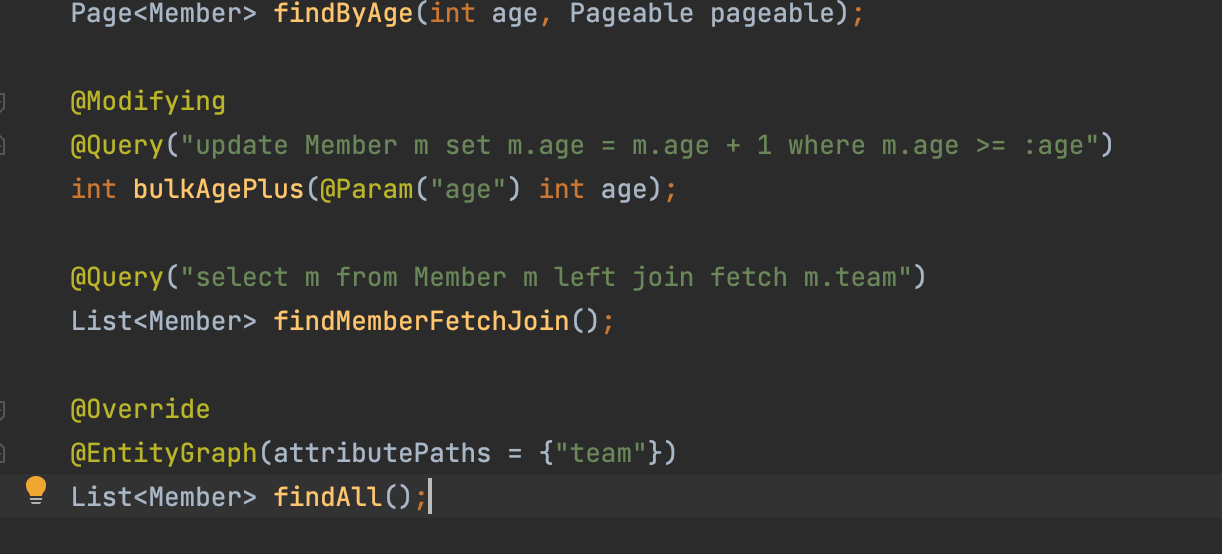 Page<Member> findByAge(int age, Pageable pageable);
@Modifying
@Query("update Member m set m.age = m.age + 1 where m.age >= :age")
int bulkAgePlus(@Param("age") int age);
@Query("select m from Member m left join fetch m.team")
List<Member> findMemberFetchJoin();
@Override
@EntityGraph(attributePaths = {"team"})
List<Member> findAll();